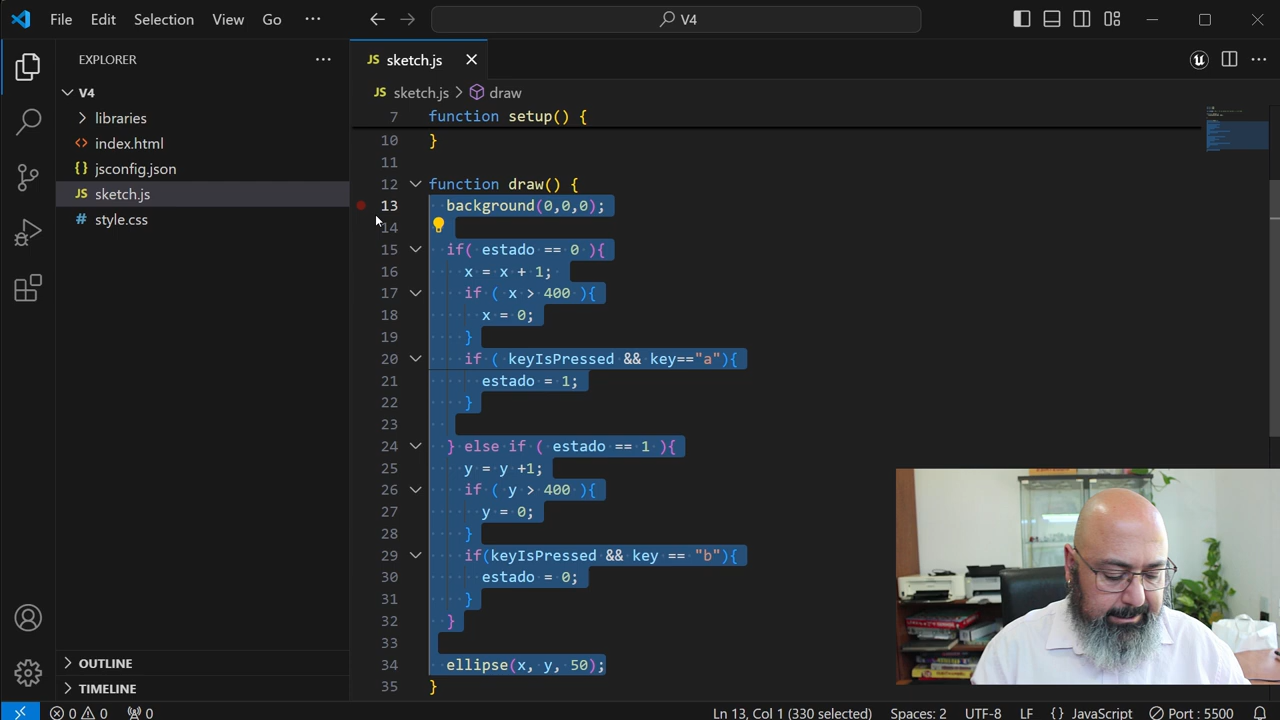 File Edit Selection View Go ··· V4
EXPLORER ···
V4
libraries
index.html
jsconfig.json
JS sketch.js
# style.css
OUTLINE
TIMELINE
JS sketch.js
JS sketch.js > draw
7 function setup() {
10 }
11
12 function draw() {
13 background(0,0,0);
14
15 if( estado == 0 ){
16 x = x + 1;
17 if ( x > 400 ){
18 x = 0;
19 }
20 if ( keyIsPressed && key=="a"){
21 estado = 1;
22 }
23
24 } else if ( estado == 1 ){
25 y = y +1;
26 if ( y > 400 ){
27 y = 0;
28 }
29 if(keyIsPressed && key == "b"){
30 estado = 0;
31 }
32 }
33
34 ellipse(x, y, 50);
35 }
0 0 0 Ln 13, Col 1 (330 selected) Spaces: 2 UTF-8 LF {} JavaScript Port : 5500